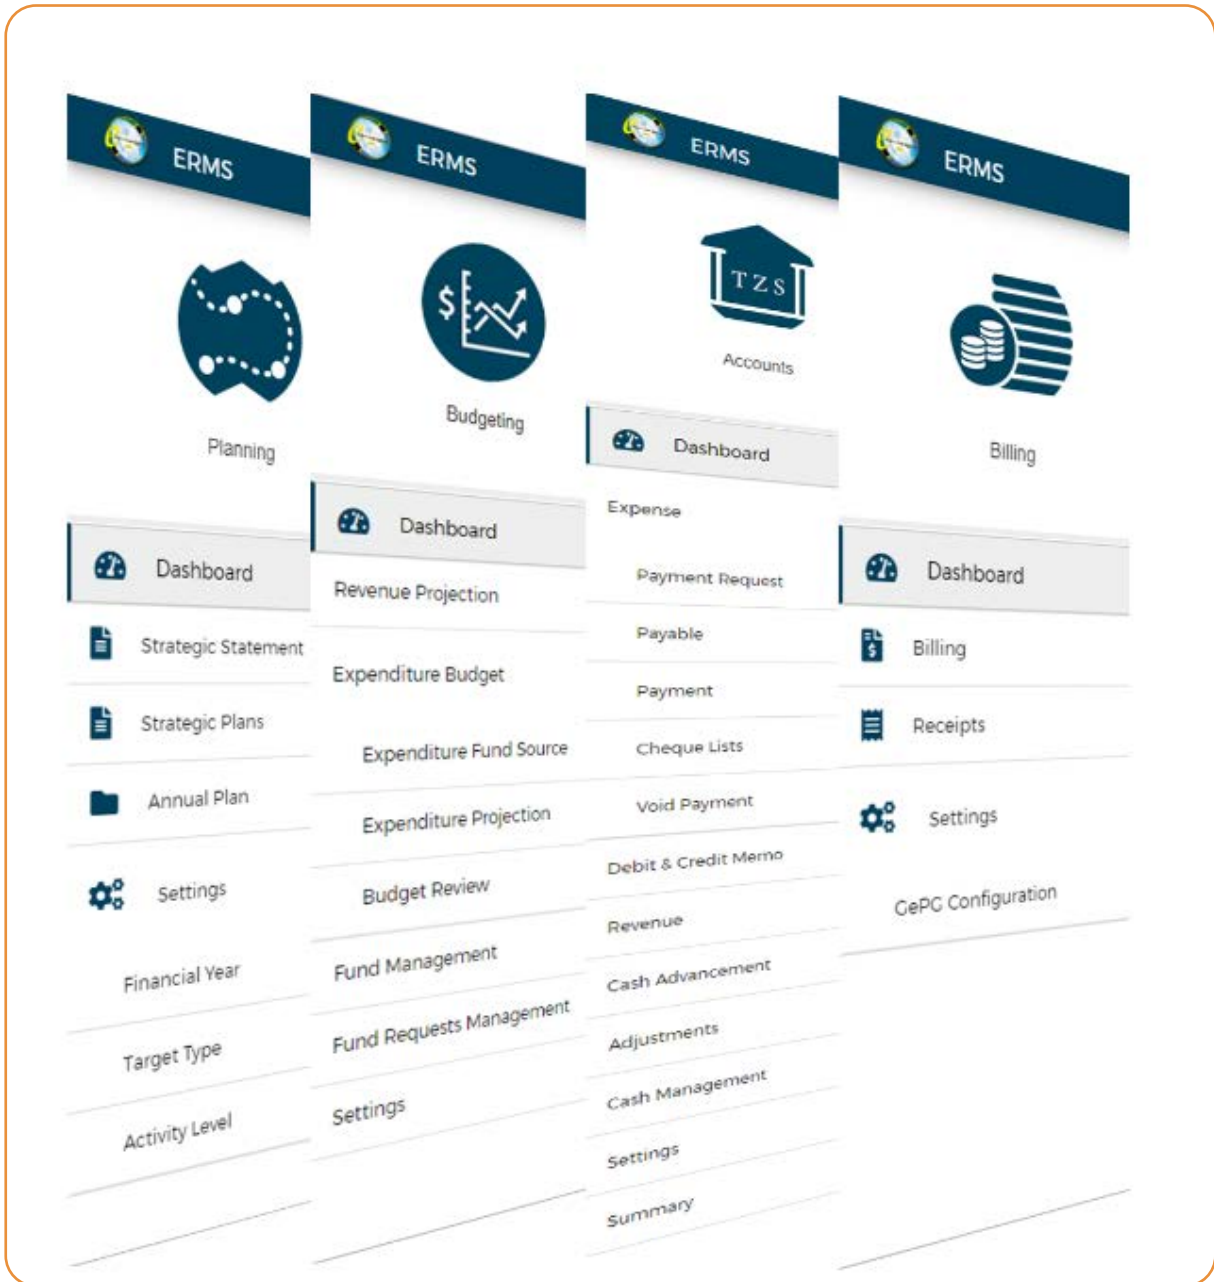 ERMS
Planning
Dashboard
Strategic Statement
Strategic Plans
Annual Plan
Settings
Financial Year
Target Type
Activity Level
ERMS
$
Budgeting
Dashboard
Revenue Projection
Expenditure Budget
Expenditure Fund Source
Expenditure Projection
Budget Review
Fund Management
Fund Requests Management
Settings
ERMS
TZS
Accounts
Dashboard
Expense
Payment Request
Payable
Payment
Cheque Lists
Void Payment
Debit & Credit Memo
Revenue
Cash Advancement
Adjustments
Cash Management
Settings
Summary
ERMS
Billing
Dashboard
$ Billing
Receipts
Settings
GePG Configuration